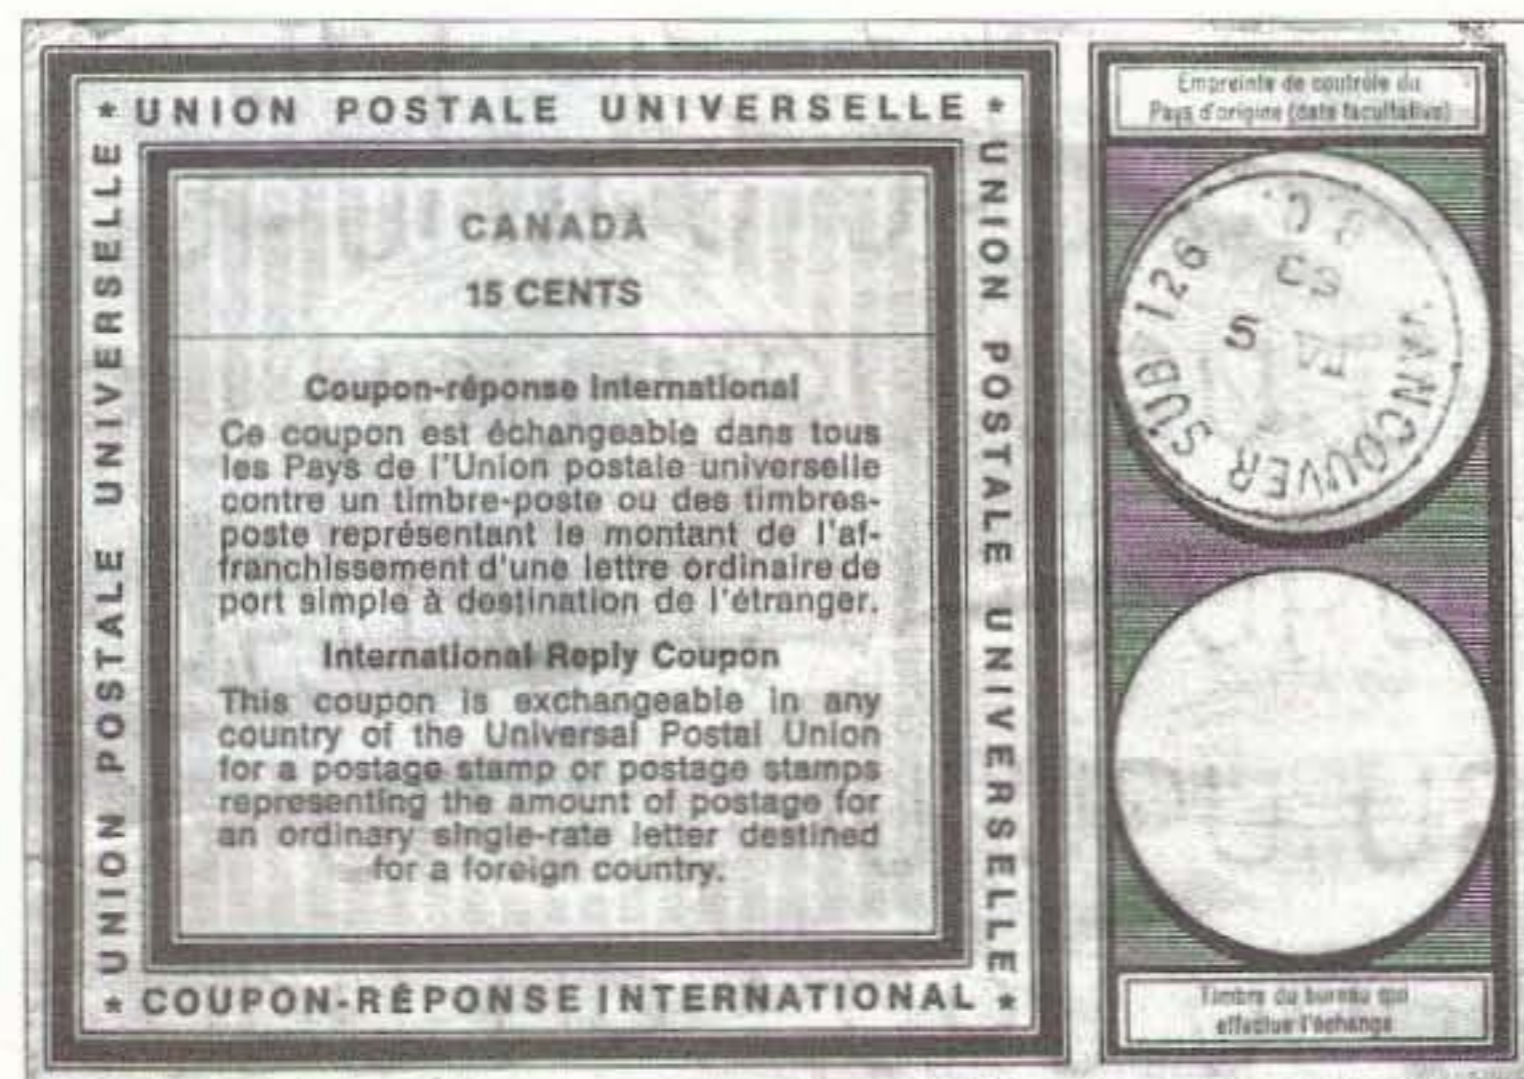 * UNION POSTALE UNIVERSELLE *
UNION POSTALE UNIVERSELLE
UNION POSTALE UNIVERSELLE
CANADA
15 CENTS
Coupon-réponse International
Ce coupon est échangeable dans tous
les Pays de l'Union postale universelle
contre un timbre-poste ou des timbres-
poste représentant le montant de l'af-
franchissement d'une lettre ordinaire de
port simple à destination de l'étranger.
International Reply Coupon
This coupon is exchangeable in any
country of the Universal Postal Union
for a postage stamp or postage stamps
representing the amount of postage for
an ordinary single-rate letter destined
for a foreign country.
* COUPON-RÉPONSE INTERNATIONAL *
Empreinte de contrôle du
Pays d'origine (date facultative)
VANCOUVER SUB 126
B.C.
Timbre du bureau qui
effectue l'échange